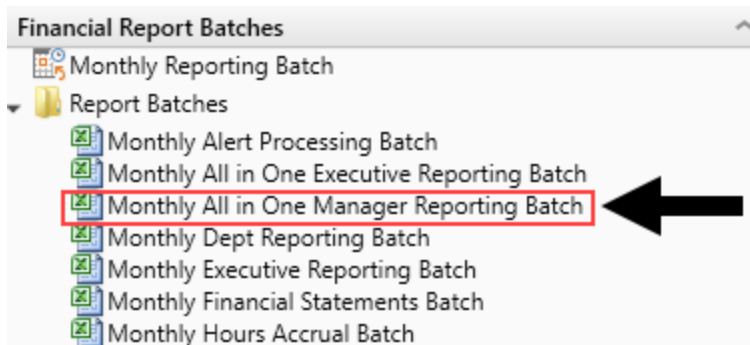 Financial Report Batches
Monthly Reporting Batch
Report Batches
Monthly Alert Processing Batch
Monthly All in One Executive Reporting Batch
Monthly All in One Manager Reporting Batch
Monthly Dept Reporting Batch
Monthly Executive Reporting Batch
Monthly Financial Statements Batch
Monthly Hours Accrual Batch